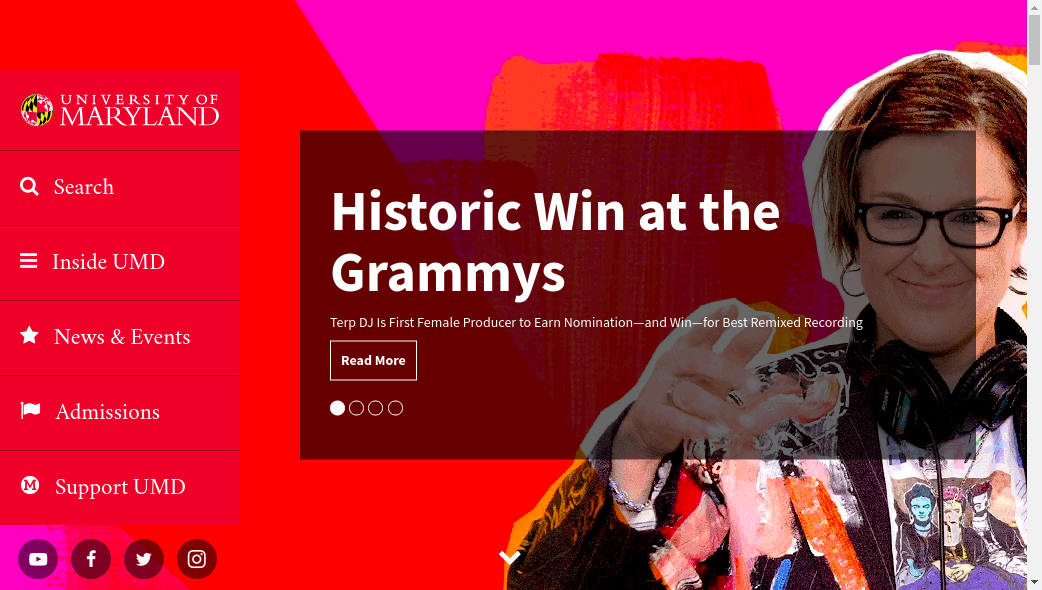 UNIVERSITY OF
MARYLAND
Search
Inside UMD
News & Events
Admissions
Support UMD
Historic Win at the
Grammys
Terp DJ Is First Female Producer to Earn Nomination—and Win—for Best Remixed Recording
Read More
SONY